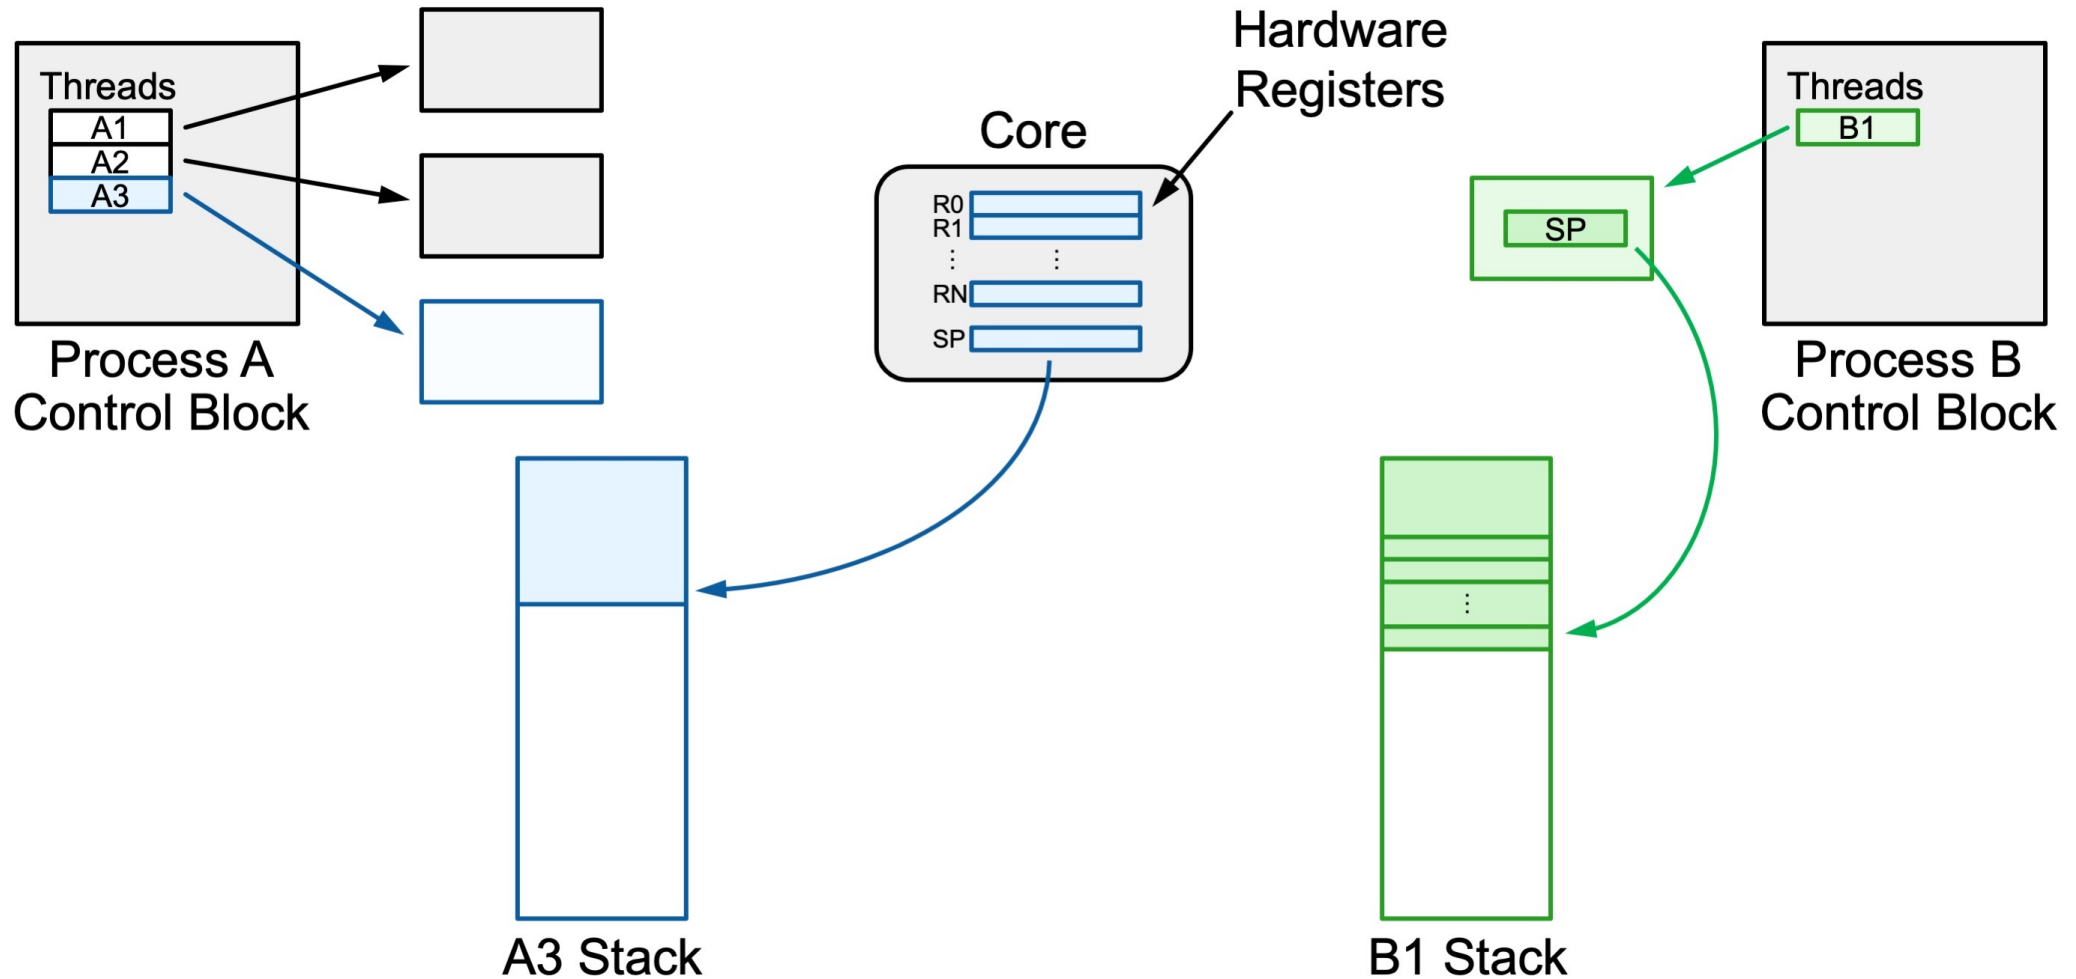 Threads
A1
A2
A3
Process A
Control Block
Core
Hardware
Registers
R0
R1
⋮ ⋮
RN
SP
Threads
B1
SP
Process B
Control Block
⋮
A3 Stack
B1 Stack